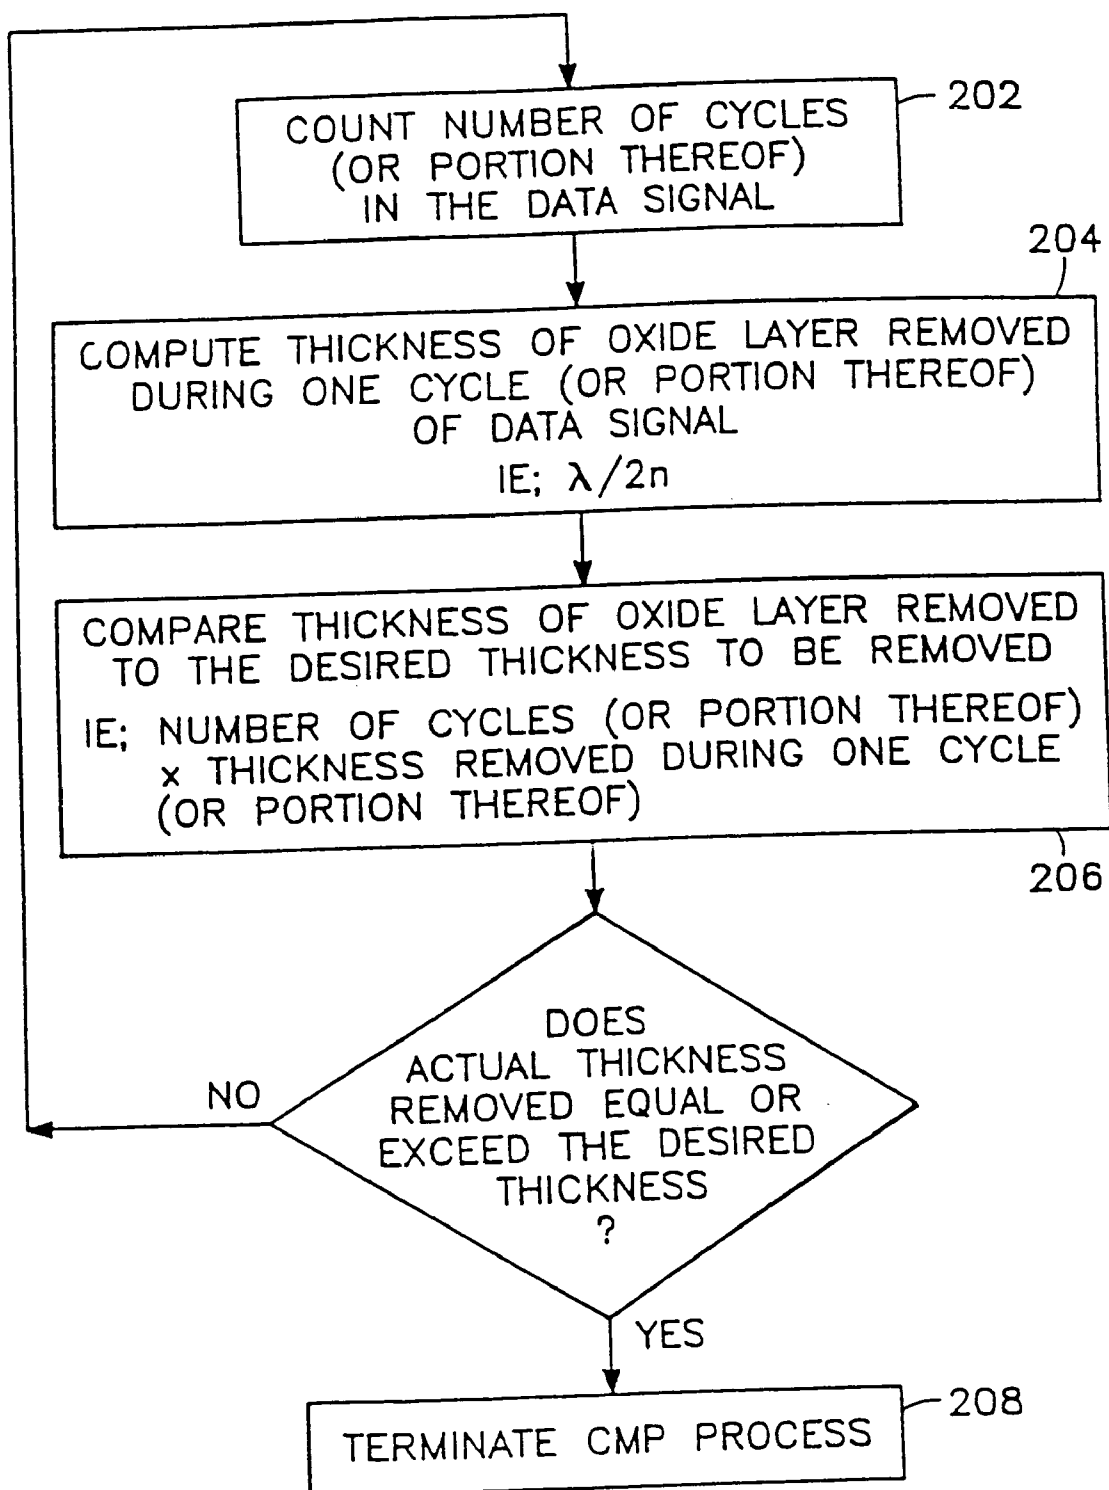 COUNT NUMBER OF CYCLES
(OR PORTION THEREOF)
IN THE DATA SIGNAL
202
204
COMPUTE THICKNESS OF OXIDE LAYER REMOVED
DURING ONE CYCLE (OR PORTION THEREOF)
OF DATA SIGNAL
IE; λ/2n
COMPARE THICKNESS OF OXIDE LAYER REMOVED
TO THE DESIRED THICKNESS TO BE REMOVED
IE; NUMBER OF CYCLES (OR PORTION THEREOF)
x THICKNESS REMOVED DURING ONE CYCLE
(OR PORTION THEREOF)
206
DOES
ACTUAL THICKNESS
REMOVED EQUAL OR
EXCEED THE DESIRED
THICKNESS
?
NO
YES
TERMINATE CMP PROCESS
208